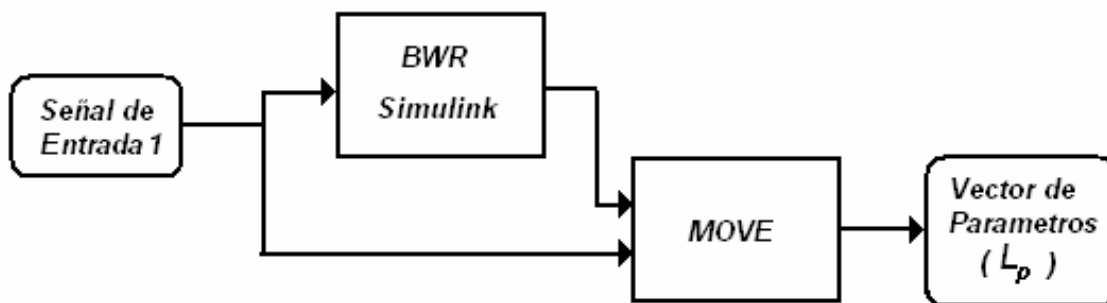 Señal de
Entrada 1
BWR
Simulink
MOVE
Vector de
Parametros
( Lp )